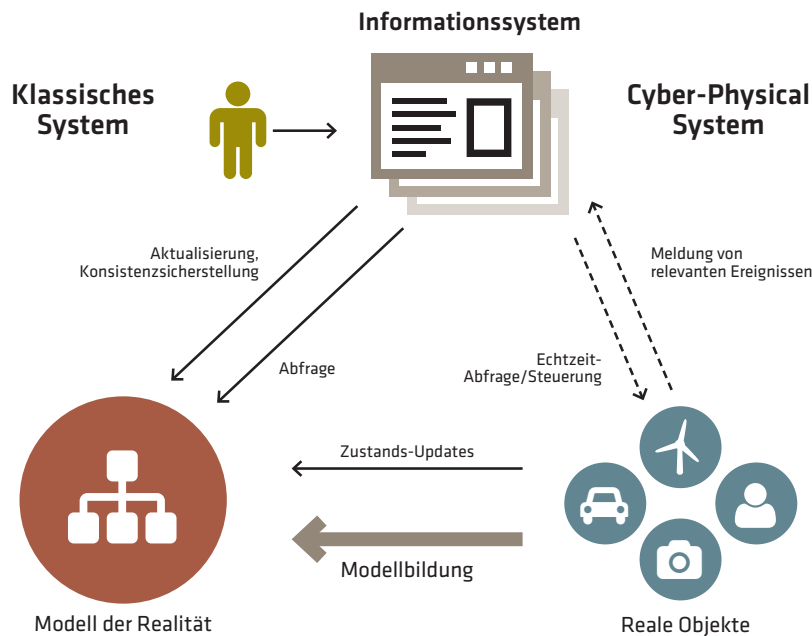 Informationssystem
Klassisches
System
Cyber-Physical
System
Aktualisierung,
Konsistenzsicherstellung
Meldung von
relevanten Ereignissen
Abfrage
Echtzeit-
Abfrage/Steuerung
Zustands-Updates
Modellbildung
Modell der Realität
Reale Objekte